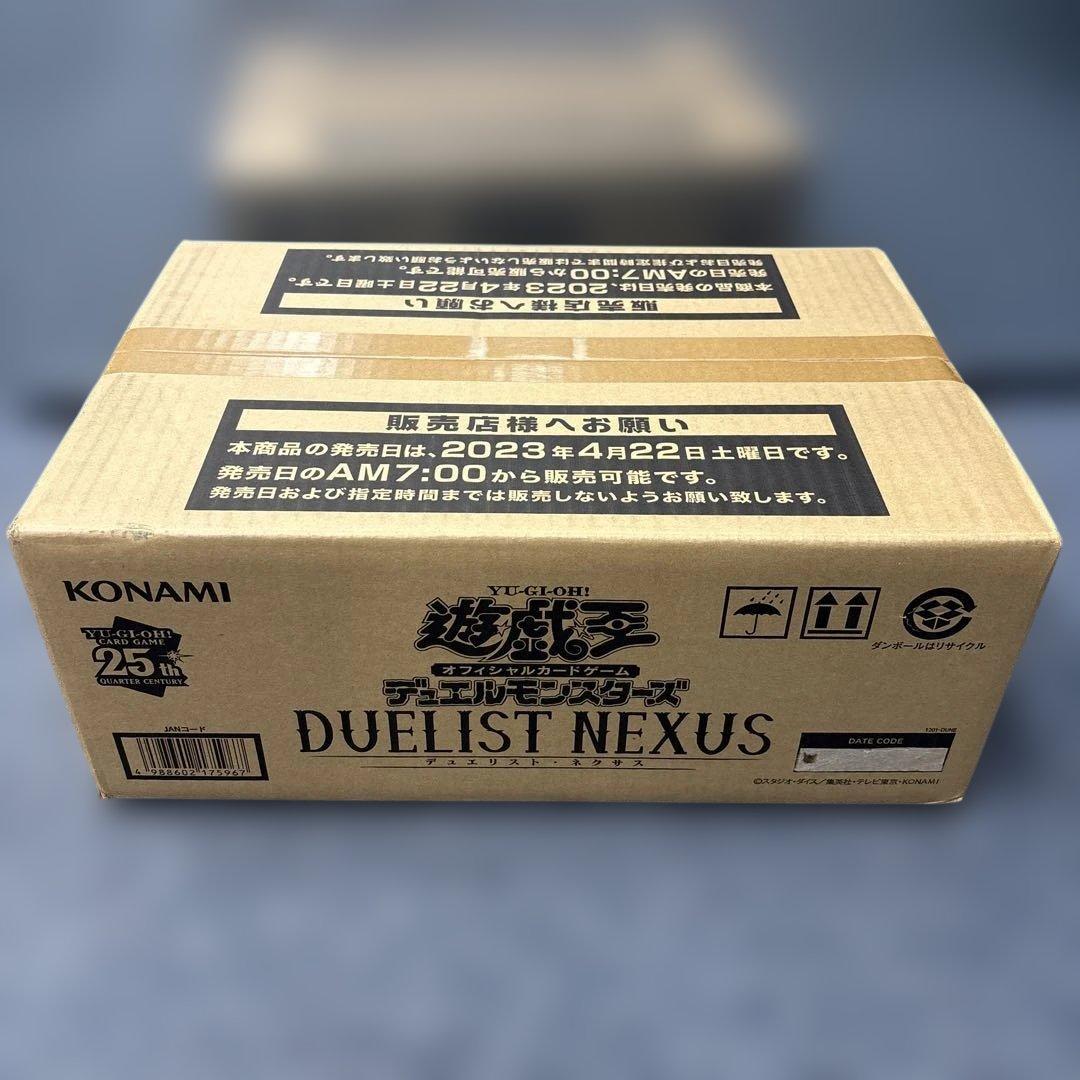 販売店様へお願い
本商品の発売日は、2023年4月22日土曜日です。
発売日のAM7:00から販売可能です。
発売日および指定時間までは販売しないようお願い致します。
販売店様へお願い
本商品の発売日は、2023年4月22日土曜日です。
発売日のAM7:00から販売可能です。
発売日および指定時間までは販売しないようお願い致します。
KONAMI
YU-GI-OH!
CARD GAME
25th
QUARTER CENTURY
JANコード
4 988602 175967
YU-GI-OH!
遊戯王
オフィシャルカードゲーム
デュエルモンスターズ
DUELIST NEXUS
デュエリスト・ネクサス
ダンボールはリサイクル
1201-DUNE
DATE CODE
©スタジオ・ダイス／集英社・テレビ東京・KONAMI